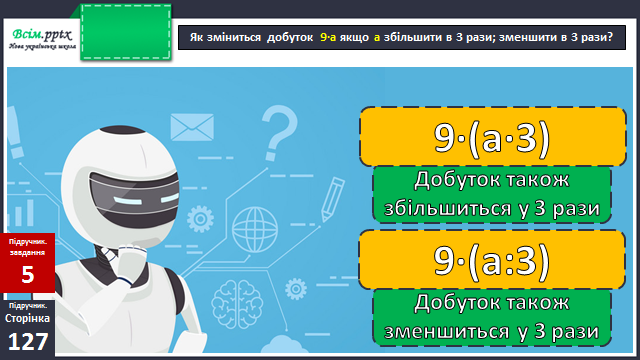 Всім.pptx
Нова українська школа
Як зміниться добуток 9·а якщо а збільшити в 3 рази; зменшити в 3 рази?
9·(а·3)
Добуток також
збільшиться у 3 рази
9·(а:3)
Добуток також
зменшиться у 3 рази
Підручник.
завдання
5
Підручник.
Сторінка
127